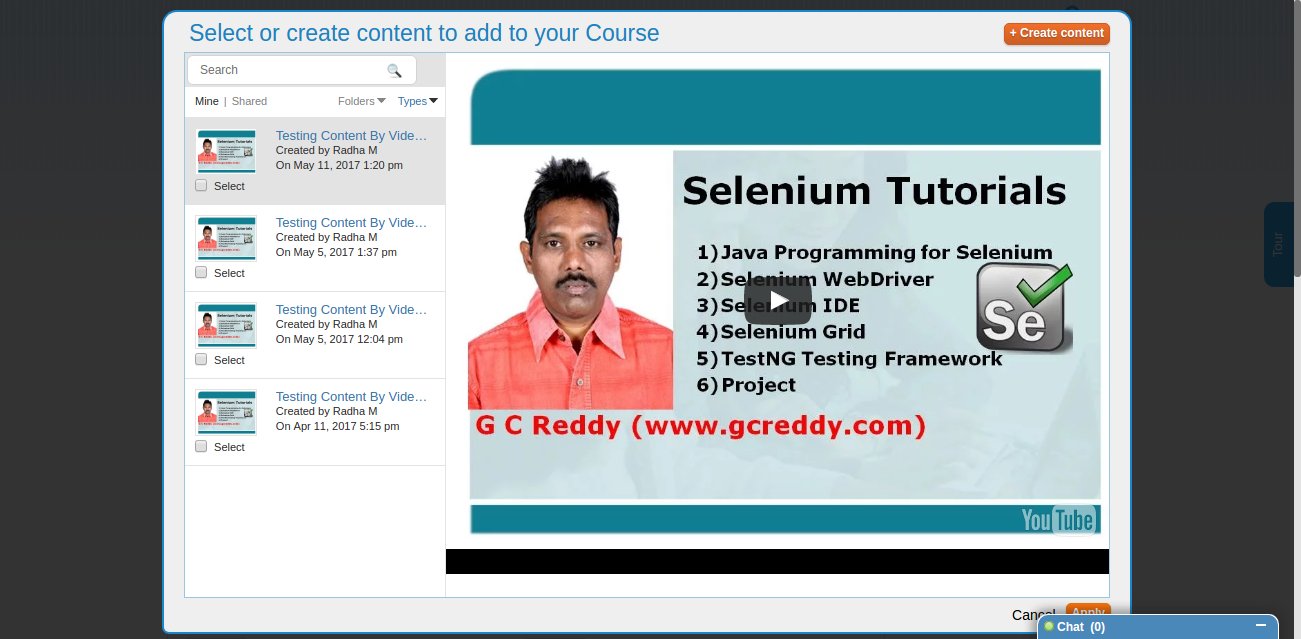 Select or create content to add to your Course
+ Create content
Search
Mine | Shared
Folders
Types
Testing Content By Vide…
Created by Radha M
On May 11, 2017 1:20 pm
Select
Testing Content By Vide…
Created by Radha M
On May 5, 2017 1:37 pm
Select
Testing Content By Vide…
Created by Radha M
On May 5, 2017 12:04 pm
Select
Testing Content By Vide…
Created by Radha M
On Apr 11, 2017 5:15 pm
Select
Selenium Tutorials
1)Java Programming for Selenium
2)Selenium WebDriver
3)Selenium IDE
4)Selenium Grid
5)TestNG Testing Framework
6)Project
Se
G C Reddy (www.gcreddy.com)
YouTube
Tour
Cancel
Apply
Chat (0)